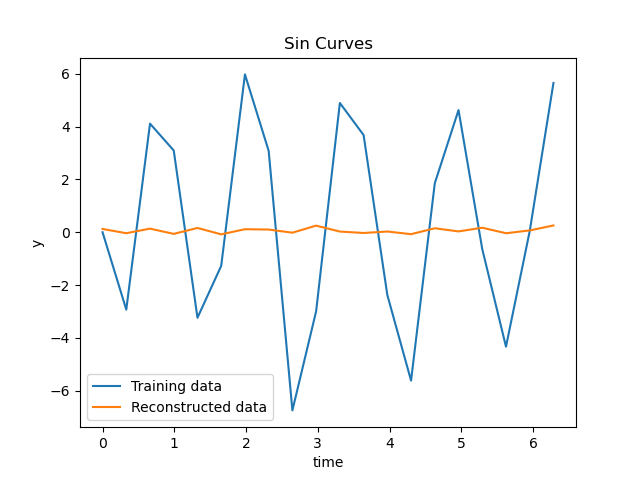 Sin Curves
y
6
4
2
0
−2
−4
−6
Training data
Reconstructed data
0 1 2 3 4 5 6
time